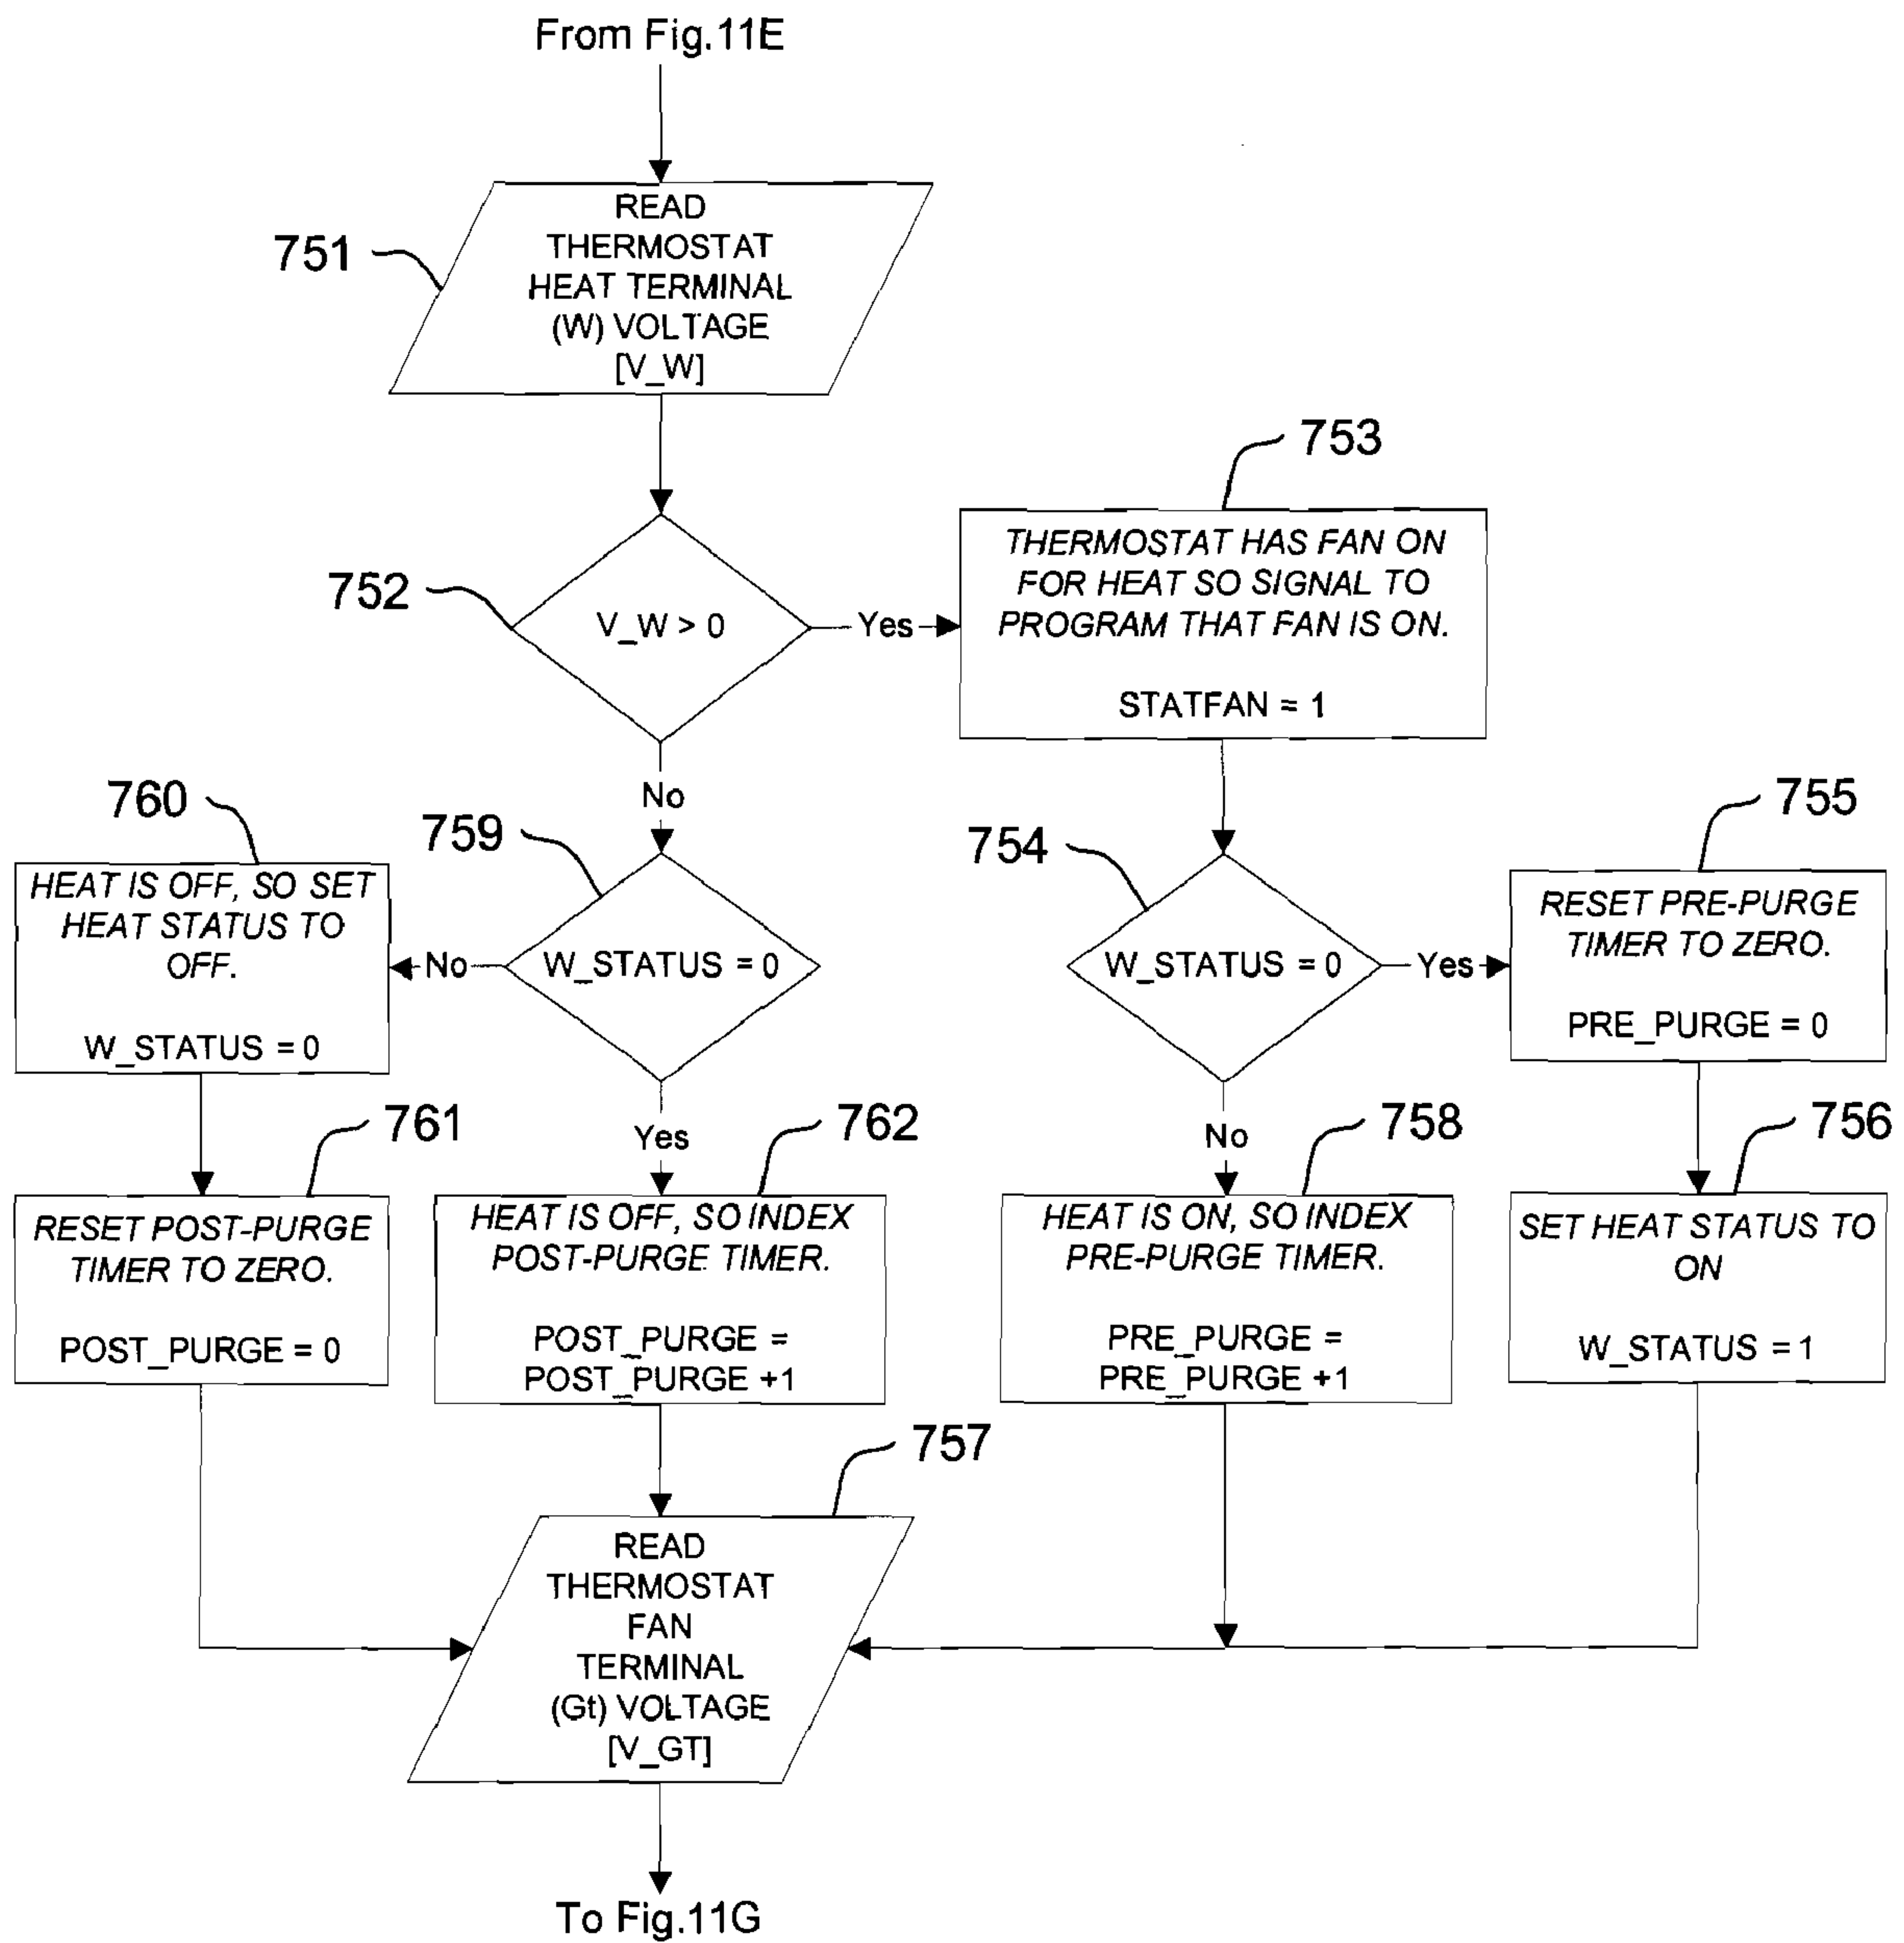 From Fig.11E
751
READ
THERMOSTAT
HEAT TERMINAL
(W) VOLTAGE
[V_W]
752
V_W > 0
Yes
No
753
THERMOSTAT HAS FAN ON
FOR HEAT SO SIGNAL TO
PROGRAM THAT FAN IS ON.
STATFAN = 1
760
HEAT IS OFF, SO SET
HEAT STATUS TO
OFF.
W_STATUS = 0
759
W_STATUS = 0
No
Yes
754
W_STATUS = 0
Yes
No
755
RESET PRE-PURGE
TIMER TO ZERO.
PRE_PURGE = 0
761
RESET POST-PURGE
TIMER TO ZERO.
POST_PURGE = 0
762
HEAT IS OFF, SO INDEX
POST-PURGE TIMER.
POST_PURGE =
POST_PURGE +1
758
HEAT IS ON, SO INDEX
PRE-PURGE TIMER.
PRE_PURGE =
PRE_PURGE +1
756
SET HEAT STATUS TO
ON
W_STATUS = 1
757
READ
THERMOSTAT
FAN
TERMINAL
(Gt) VOLTAGE
[V_GT]
To Fig.11G